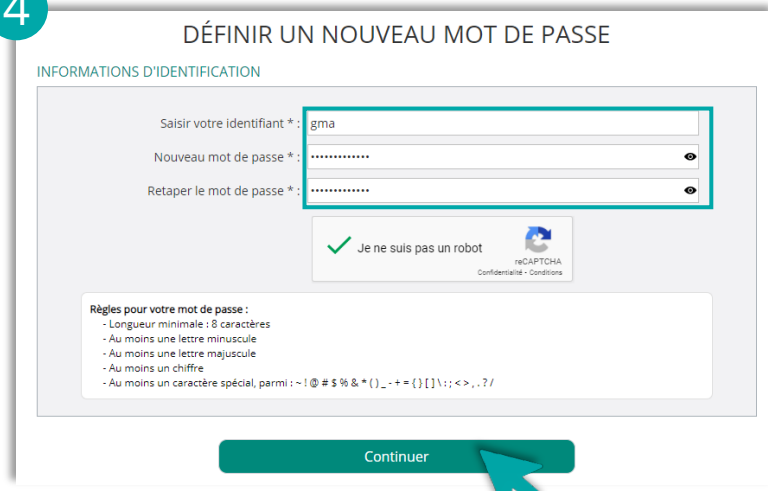 4
DÉFINIR UN NOUVEAU MOT DE PASSE
INFORMATIONS D'IDENTIFICATION
Saisir votre identifiant * : gma
Nouveau mot de passe * : •••••••••••••
Retaper le mot de passe * : •••••••••••••
Je ne suis pas un robot
reCAPTCHA
Confidentialité - Conditions
Règles pour votre mot de passe :
- Longueur minimale : 8 caractères
- Au moins une lettre minuscule
- Au moins une lettre majuscule
- Au moins un chiffre
- Au moins un caractère spécial, parmi : ~ ! @ # $ % & * ( ) _ - + = { } [ ] \ : ; < > , . ? /
Continuer